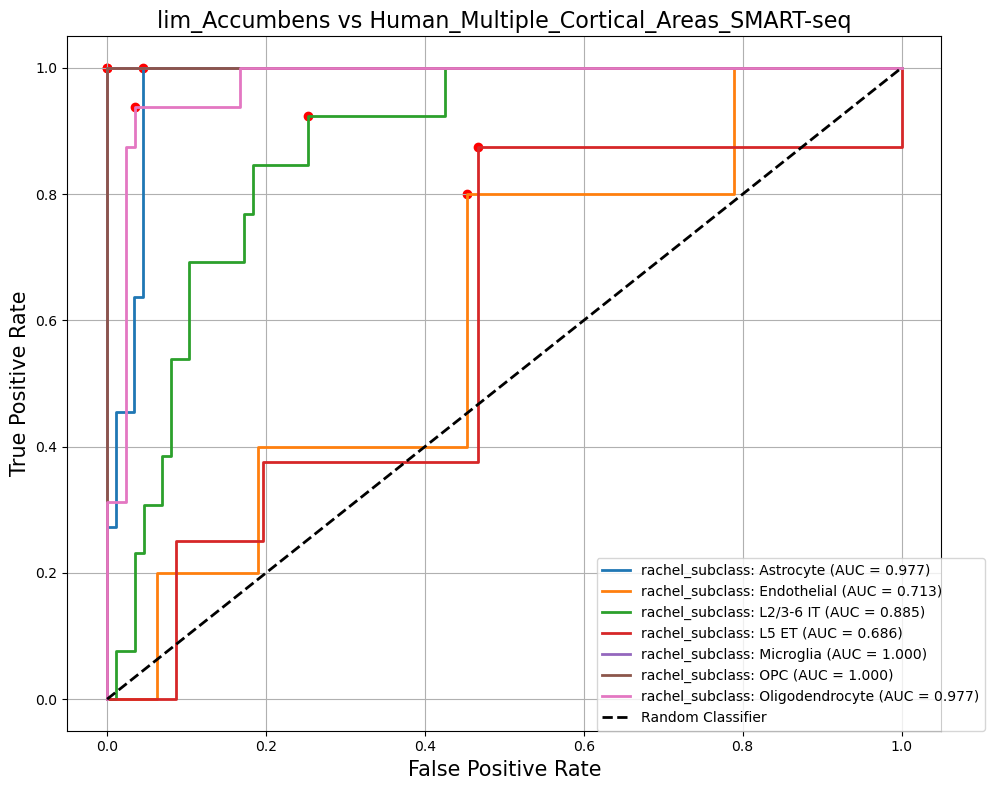 lim_Accumbens vs Human_Multiple_Cortical_Areas_SMART-seq
True Positive Rate
1.0
0.8
0.6
0.4
0.2
0.0
rachel_subclass: Astrocyte (AUC = 0.977)
rachel_subclass: Endothelial (AUC = 0.713)
rachel_subclass: L2/3-6 IT (AUC = 0.885)
rachel_subclass: L5 ET (AUC = 0.686)
rachel_subclass: Microglia (AUC = 1.000)
rachel_subclass: OPC (AUC = 1.000)
rachel_subclass: Oligodendrocyte (AUC = 0.977)
Random Classifier
0.0 0.2 0.4 0.6 0.8 1.0
False Positive Rate